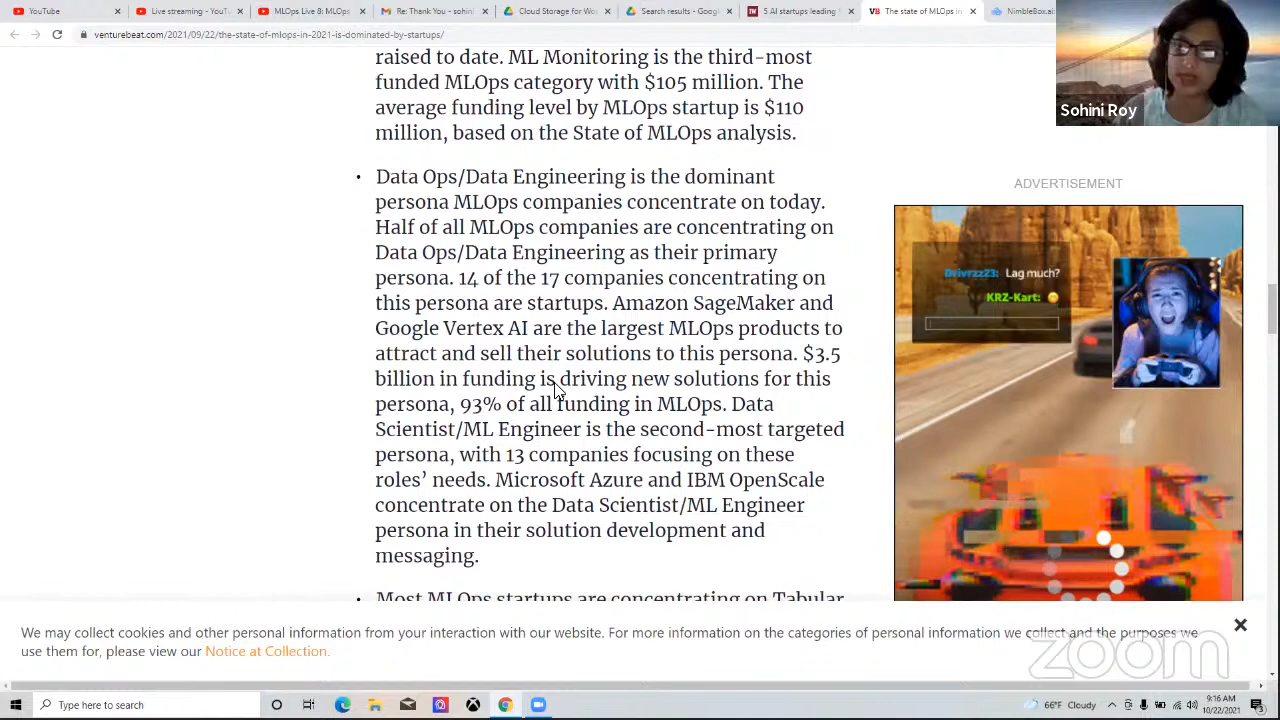 YouTube
Live streaming - YouTu
MLOps Live 8: MLOps
Re: Thank You - sohini
Cloud Storage for Wor
Search results - Googl
5 AI startups leading
The state of MLOps in
NimbleBox.ai
venturebeat.com/2021/09/22/the-state-of-mlops-in-2021-is-dominated-by-startups/
Sohini Roy
raised to date. ML Monitoring is the third-most
funded MLOps category with $105 million. The
average funding level by MLOps startup is $110
million, based on the State of MLOps analysis.
• Data Ops/Data Engineering is the dominant
persona MLOps companies concentrate on today.
Half of all MLOps companies are concentrating on
Data Ops/Data Engineering as their primary
persona. 14 of the 17 companies concentrating on
this persona are startups. Amazon SageMaker and
Google Vertex AI are the largest MLOps products to
attract and sell their solutions to this persona. $3.5
billion in funding is driving new solutions for this
persona, 93% of all funding in MLOps. Data
Scientist/ML Engineer is the second-most targeted
persona, with 13 companies focusing on these
roles’ needs. Microsoft Azure and IBM OpenScale
concentrate on the Data Scientist/ML Engineer
persona in their solution development and
messaging.
• Most MLOps startups are concentrating on Tabular
ADVERTISEMENT
Drivrzz23: Lag much?
KRZ-Kart:
We may collect cookies and other personal information from your interaction with our website. For more information on the categories of personal information we collect and the purposes we
use them for, please view our Notice at Collection.
zoom
Type here to search
66°F Cloudy
9:16 AM
10/22/2021